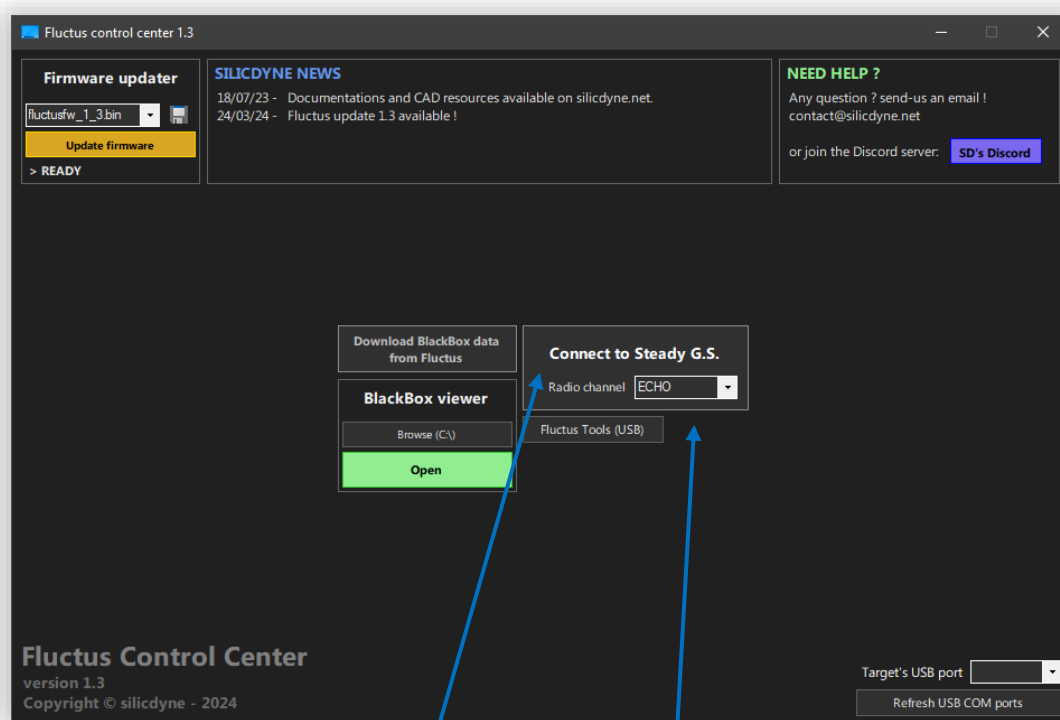 Fluctus control center 1.3
Firmware updater
fluctusfw_1_3.bin
Update firmware
> READY
SILICDYNE NEWS
18/07/23 - Documentations and CAD resources available on silicdyne.net.
24/03/24 - Fluctus update 1.3 available !
NEED HELP ?
Any question ? send-us an email !
contact@silicdyne.net
or join the Discord server: SD's Discord
Download BlackBox data
from Fluctus
BlackBox viewer
Browse (C:\)
Open
Connect to Steady G.S.
Radio channel ECHO
Fluctus Tools (USB)
Fluctus Control Center
version 1.3
Copyright © silicdyne - 2024
Target's USB port
Refresh USB COM ports